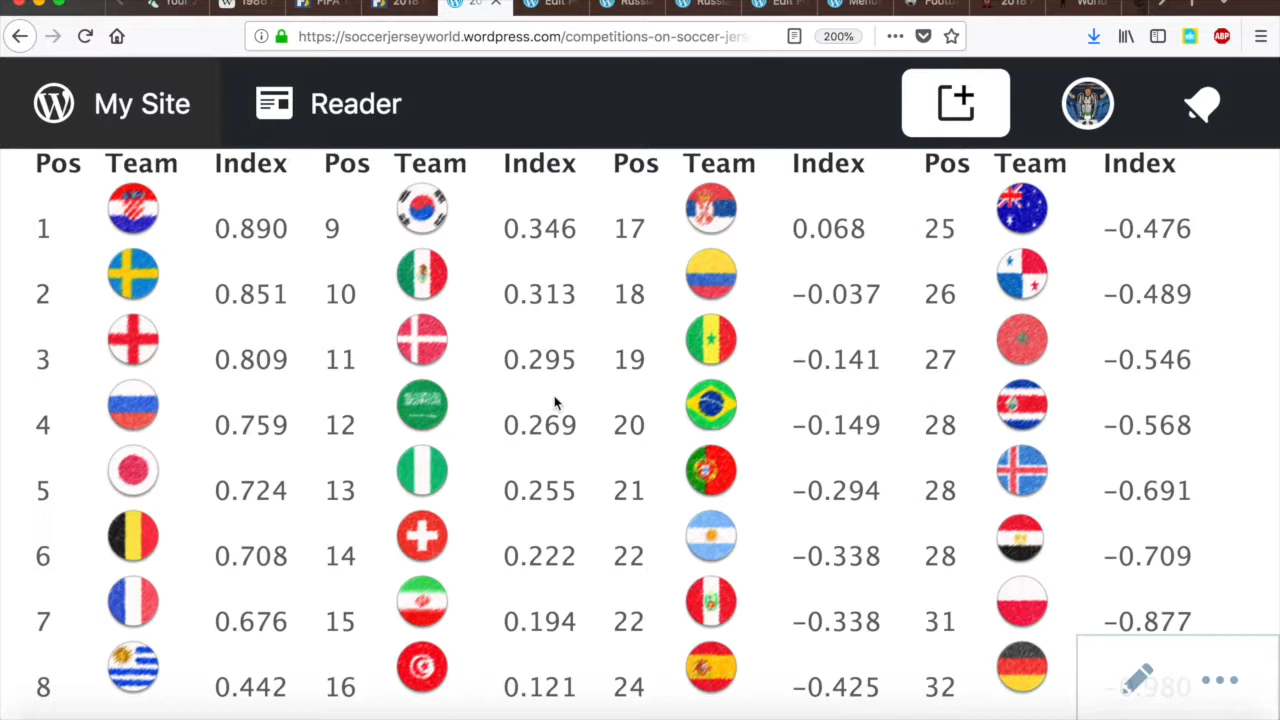 https://soccerjerseyworld.wordpress.com/competitions-on-soccer-jers
200%
My Site
Reader
Pos Team Index Pos Team Index Pos Team Index Pos Team Index
1 0.890 9 0.346 17 0.068 25 -0.476
2 0.851 10 0.313 18 -0.037 26 -0.489
3 0.809 11 0.295 19 -0.141 27 -0.546
4 0.759 12 0.269 20 -0.149 28 -0.568
5 0.724 13 0.255 21 -0.294 28 -0.691
6 0.708 14 0.222 22 -0.338 28 -0.709
7 0.676 15 0.194 22 -0.338 31 -0.877
8 0.442 16 0.121 24 -0.425 32